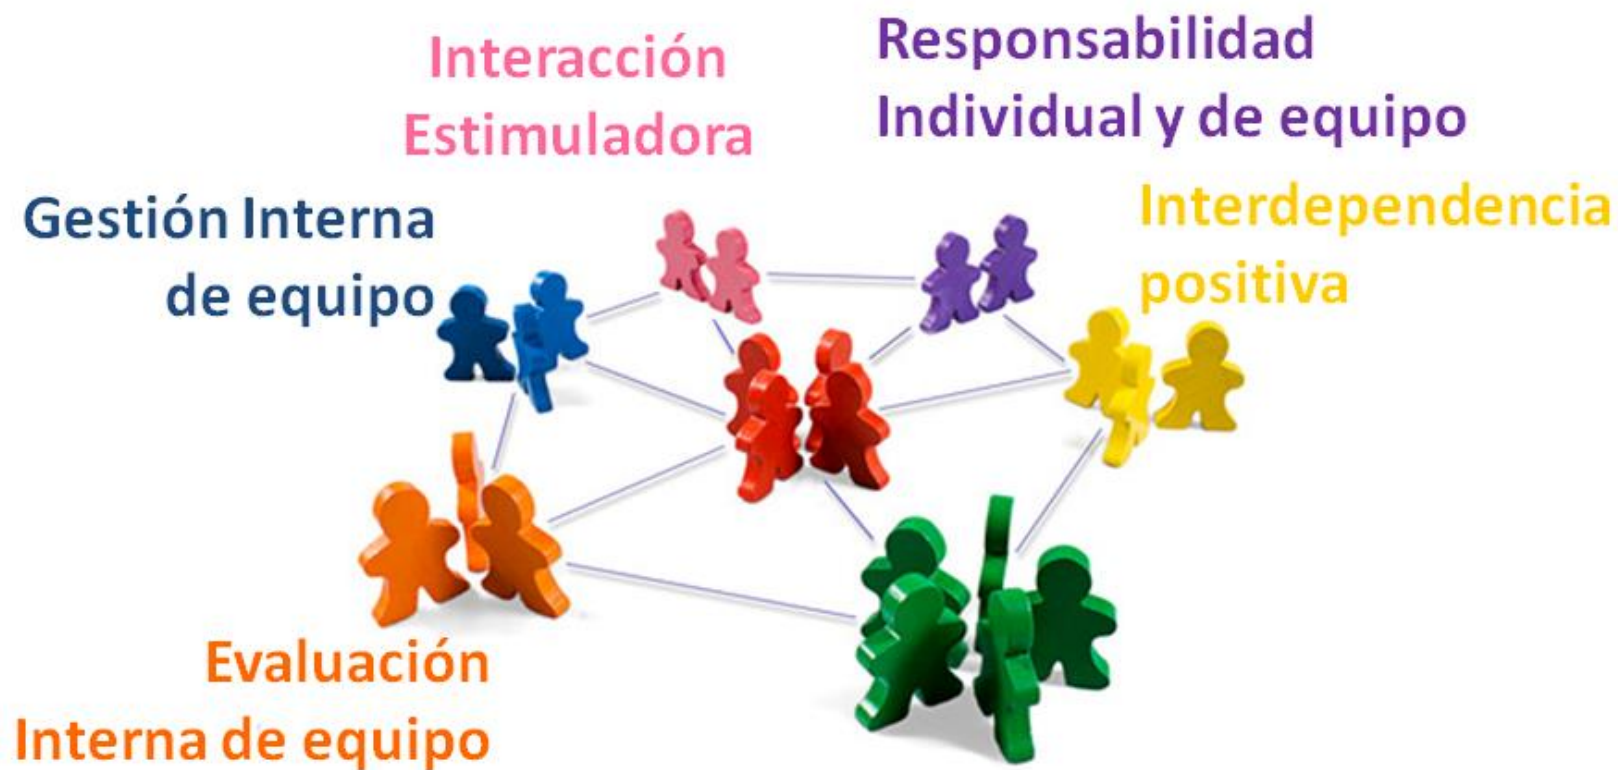 Interacción
Estimuladora
Responsabilidad
Individual y de equipo
Gestión Interna
de equipo
Interdependencia
positiva
Evaluación
Interna de equipo